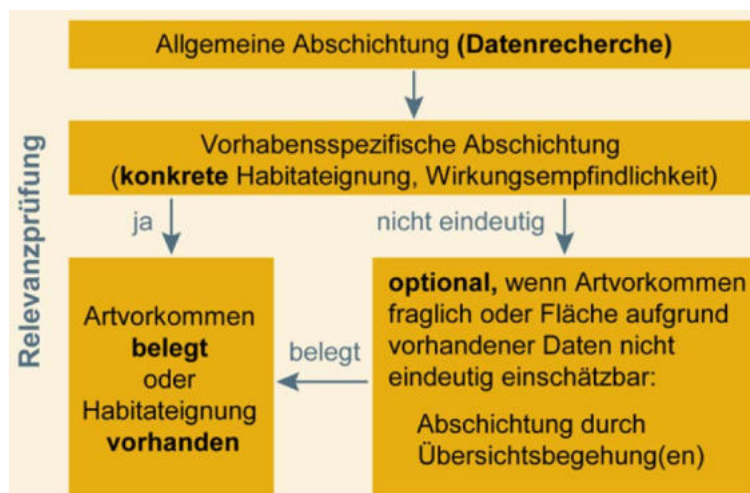 Relevanzprüfung
Allgemeine Abschichtung (Datenrecherche)
Vorhabensspezifische Abschichtung
(konkrete Habitateignung, Wirkungsempfindlichkeit)
ja
nicht eindeutig
Artvorkommen
belegt
oder
Habitateignung
vorhanden
belegt
optional, wenn Artvorkommen
fraglich oder Fläche aufgrund
vorhandener Daten nicht
eindeutig einschätzbar:
Abschichtung durch
Übersichtsbegehung(en)